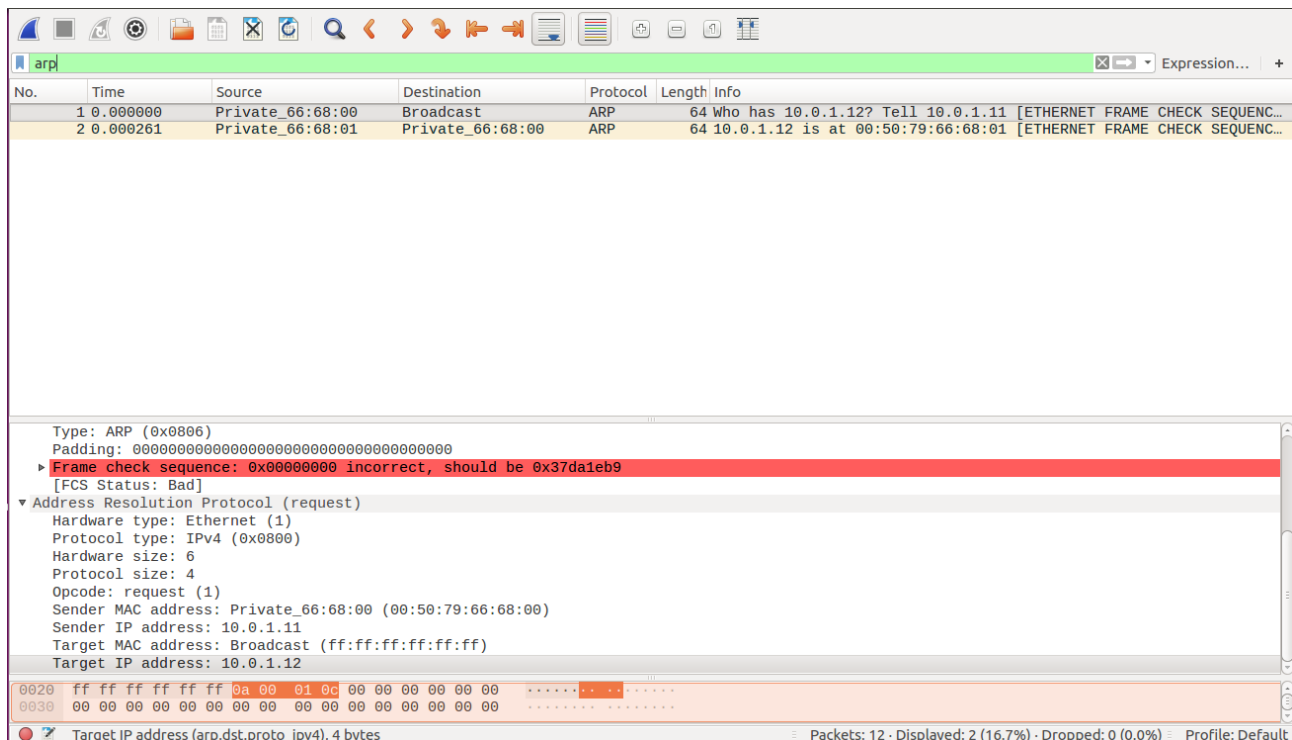 arp
Expression... +
No. Time Source Destination Protocol Length Info
1 0.000000 Private_66:68:00 Broadcast ARP 64 Who has 10.0.1.12? Tell 10.0.1.11 [ETHERNET FRAME CHECK SEQUENC…
2 0.000261 Private_66:68:01 Private_66:68:00 ARP 64 10.0.1.12 is at 00:50:79:66:68:01 [ETHERNET FRAME CHECK SEQUENC…
Type: ARP (0x0806)
Padding: 000000000000000000000000000000000000
Frame check sequence: 0x00000000 incorrect, should be 0x37da1eb9
[FCS Status: Bad]
Address Resolution Protocol (request)
Hardware type: Ethernet (1)
Protocol type: IPv4 (0x0800)
Hardware size: 6
Protocol size: 4
Opcode: request (1)
Sender MAC address: Private_66:68:00 (00:50:79:66:68:00)
Sender IP address: 10.0.1.11
Target MAC address: Broadcast (ff:ff:ff:ff:ff:ff)
Target IP address: 10.0.1.12
0020 ff ff ff ff ff ff 0a 00 01 0c 00 00 00 00 00 00 ········ ········
0030 00 00 00 00 00 00 00 00 00 00 00 00 00 00 00 00 ········ ········
Target IP address (arp.dst.proto_ipv4), 4 bytes
Packets: 12 · Displayed: 2 (16.7%) · Dropped: 0 (0.0%)
Profile: Default